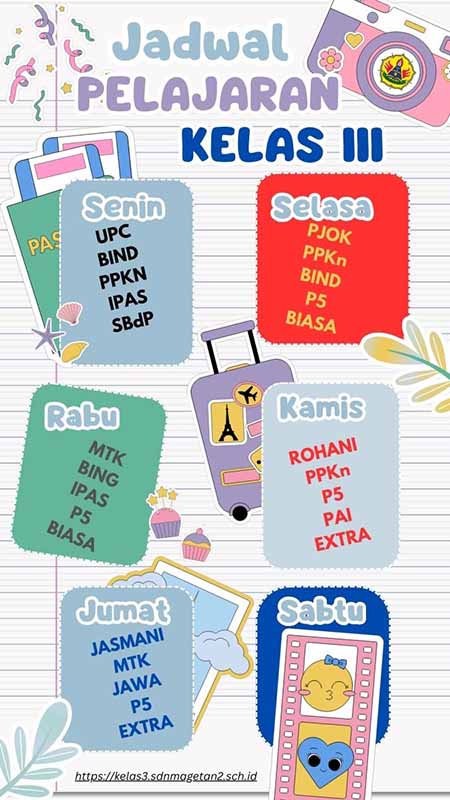 Jadwal
PELAJARAN
KELAS III
PAS
Senin
UPC
BIND
PPKN
IPAS
SBdP
Selasa
PJOK
PPKn
BIND
P5
BIASA
Rabu
MTK
BING
IPAS
P5
BIASA
Kamis
ROHANI
PPKn
P5
PAI
EXTRA
Jumat
JASMANI
MTK
JAWA
P5
EXTRA
Sabtu
https://kelas3.sdnmagetan2.sch.id